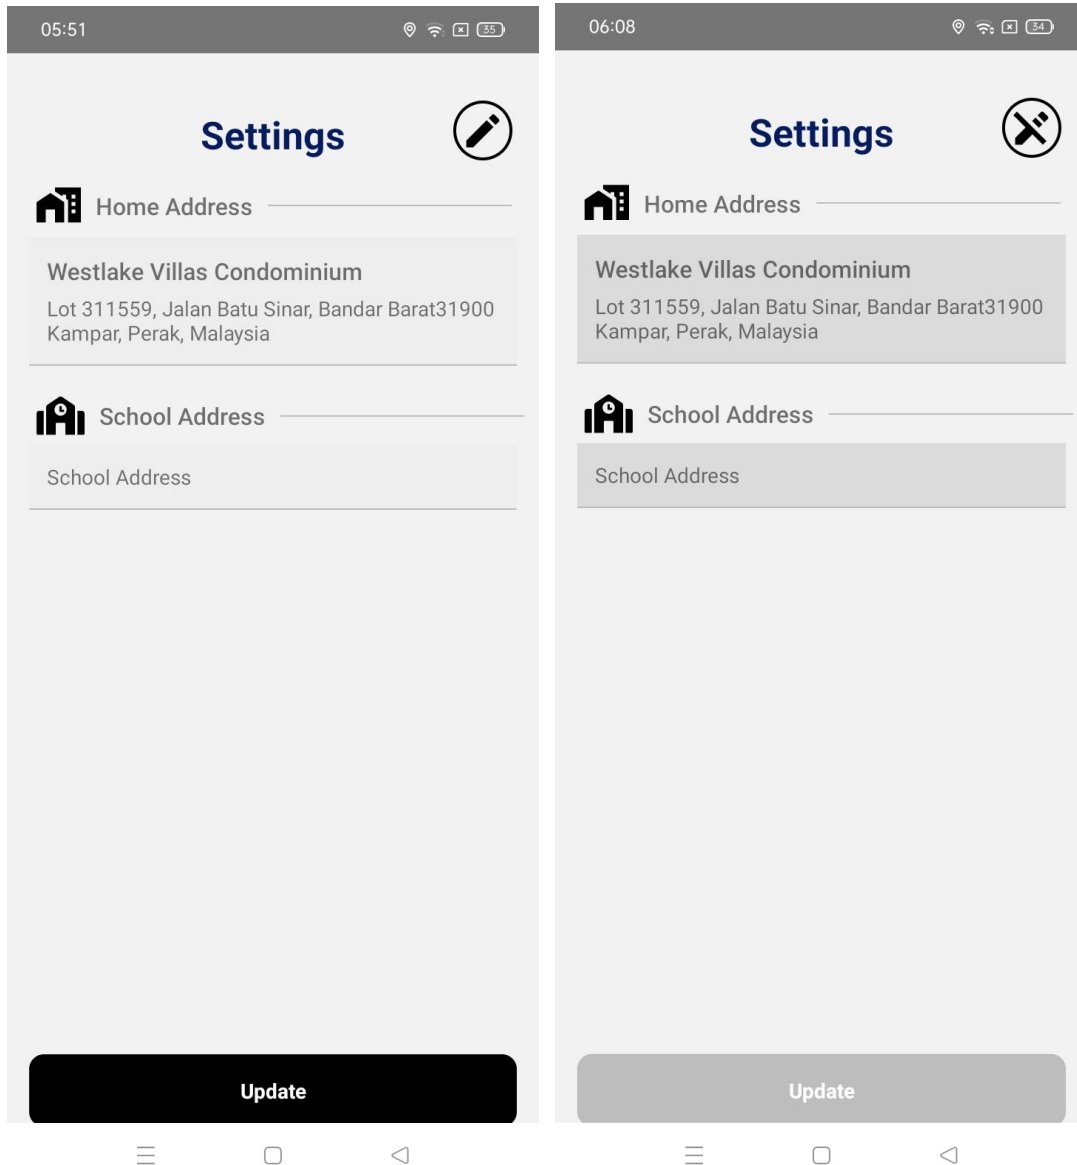 05:51
35
Settings
Home Address
Westlake Villas Condominium
Lot 311559, Jalan Batu Sinar, Bandar Barat31900
Kampar, Perak, Malaysia
School Address
School Address
Update
06:08
34
Settings
Home Address
Westlake Villas Condominium
Lot 311559, Jalan Batu Sinar, Bandar Barat31900
Kampar, Perak, Malaysia
School Address
School Address
Update